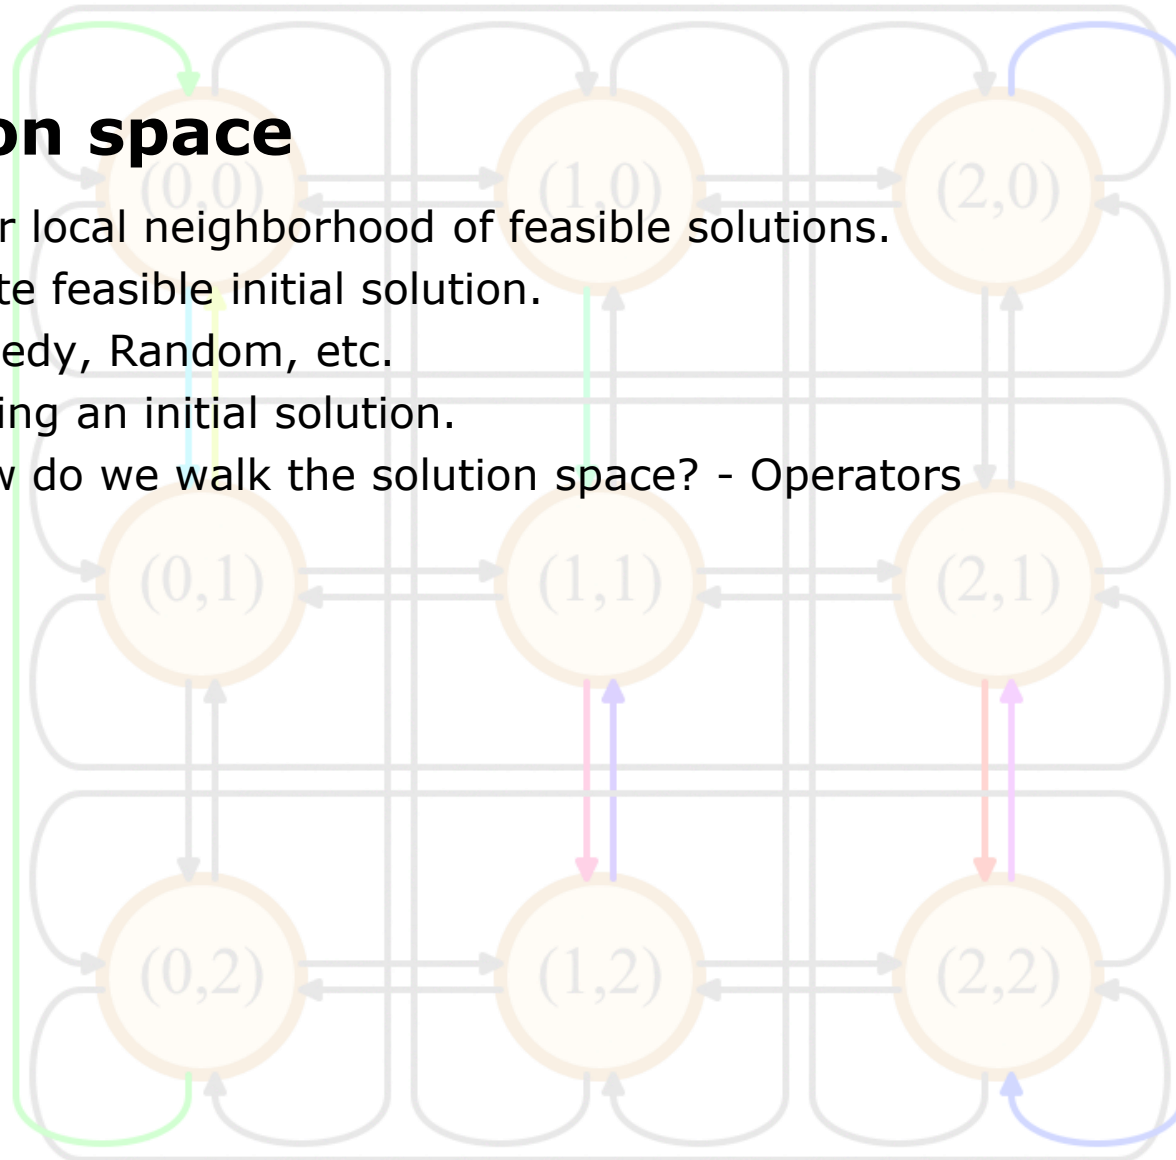 on space
(0,0) (1,0) (2,0)
r local neighborhood of feasible solutions.
te feasible initial solution.
edy, Random, etc.
ing an initial solution.
w do we walk the solution space? - Operators
(0,1) (1,1) (2,1)
(0,2) (1,2) (2,2)